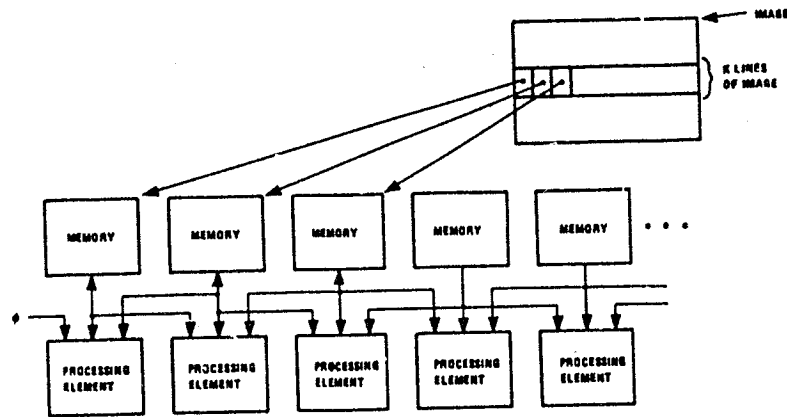 IMAGE
K LINES
OF IMAGE
MEMORY
MEMORY
MEMORY
MEMORY
MEMORY
• • •
ϕ
PROCESSING
ELEMENT
PROCESSING
ELEMENT
PROCESSING
ELEMENT
PROCESSING
ELEMENT
PROCESSING
ELEMENT